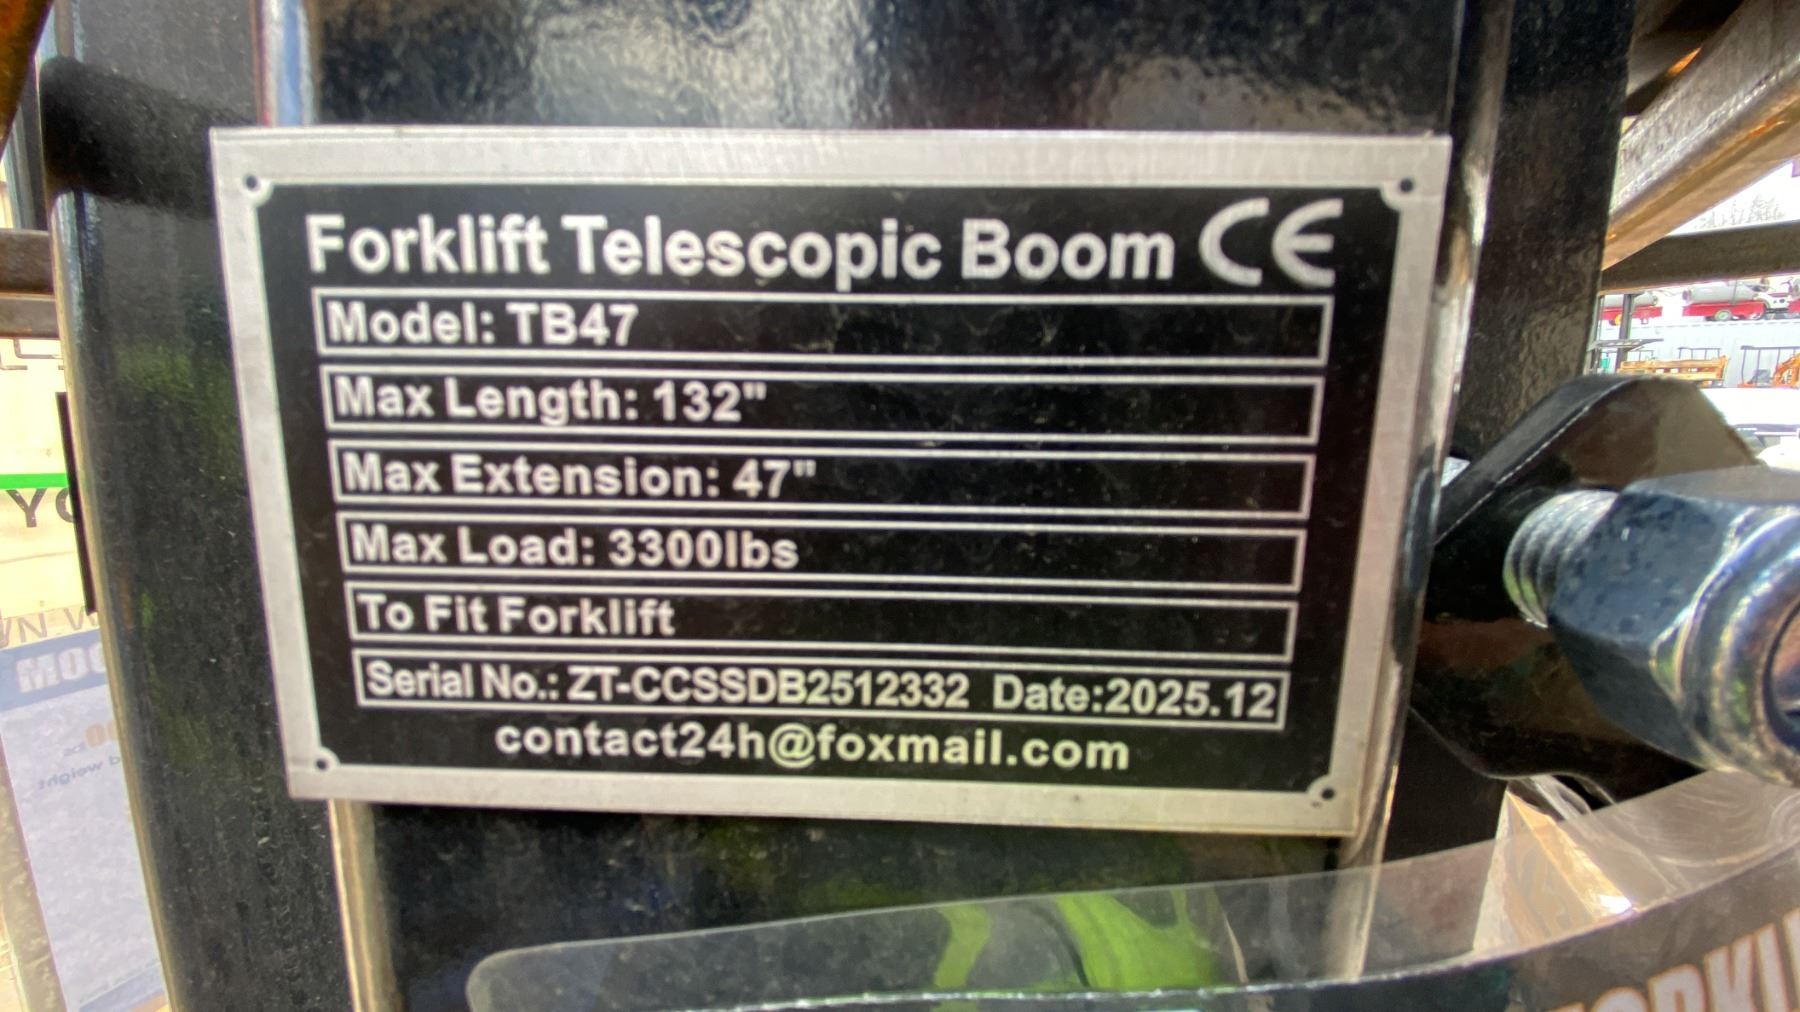 Forklift Telescopic Boom CE
Model: TB47
Max Length: 132"
Max Extension: 47"
Max Load: 3300lbs
To Fit Forklift
Serial No.: ZT-CCSSDB2512332 Date:2025.12
contact24h@foxmail.com